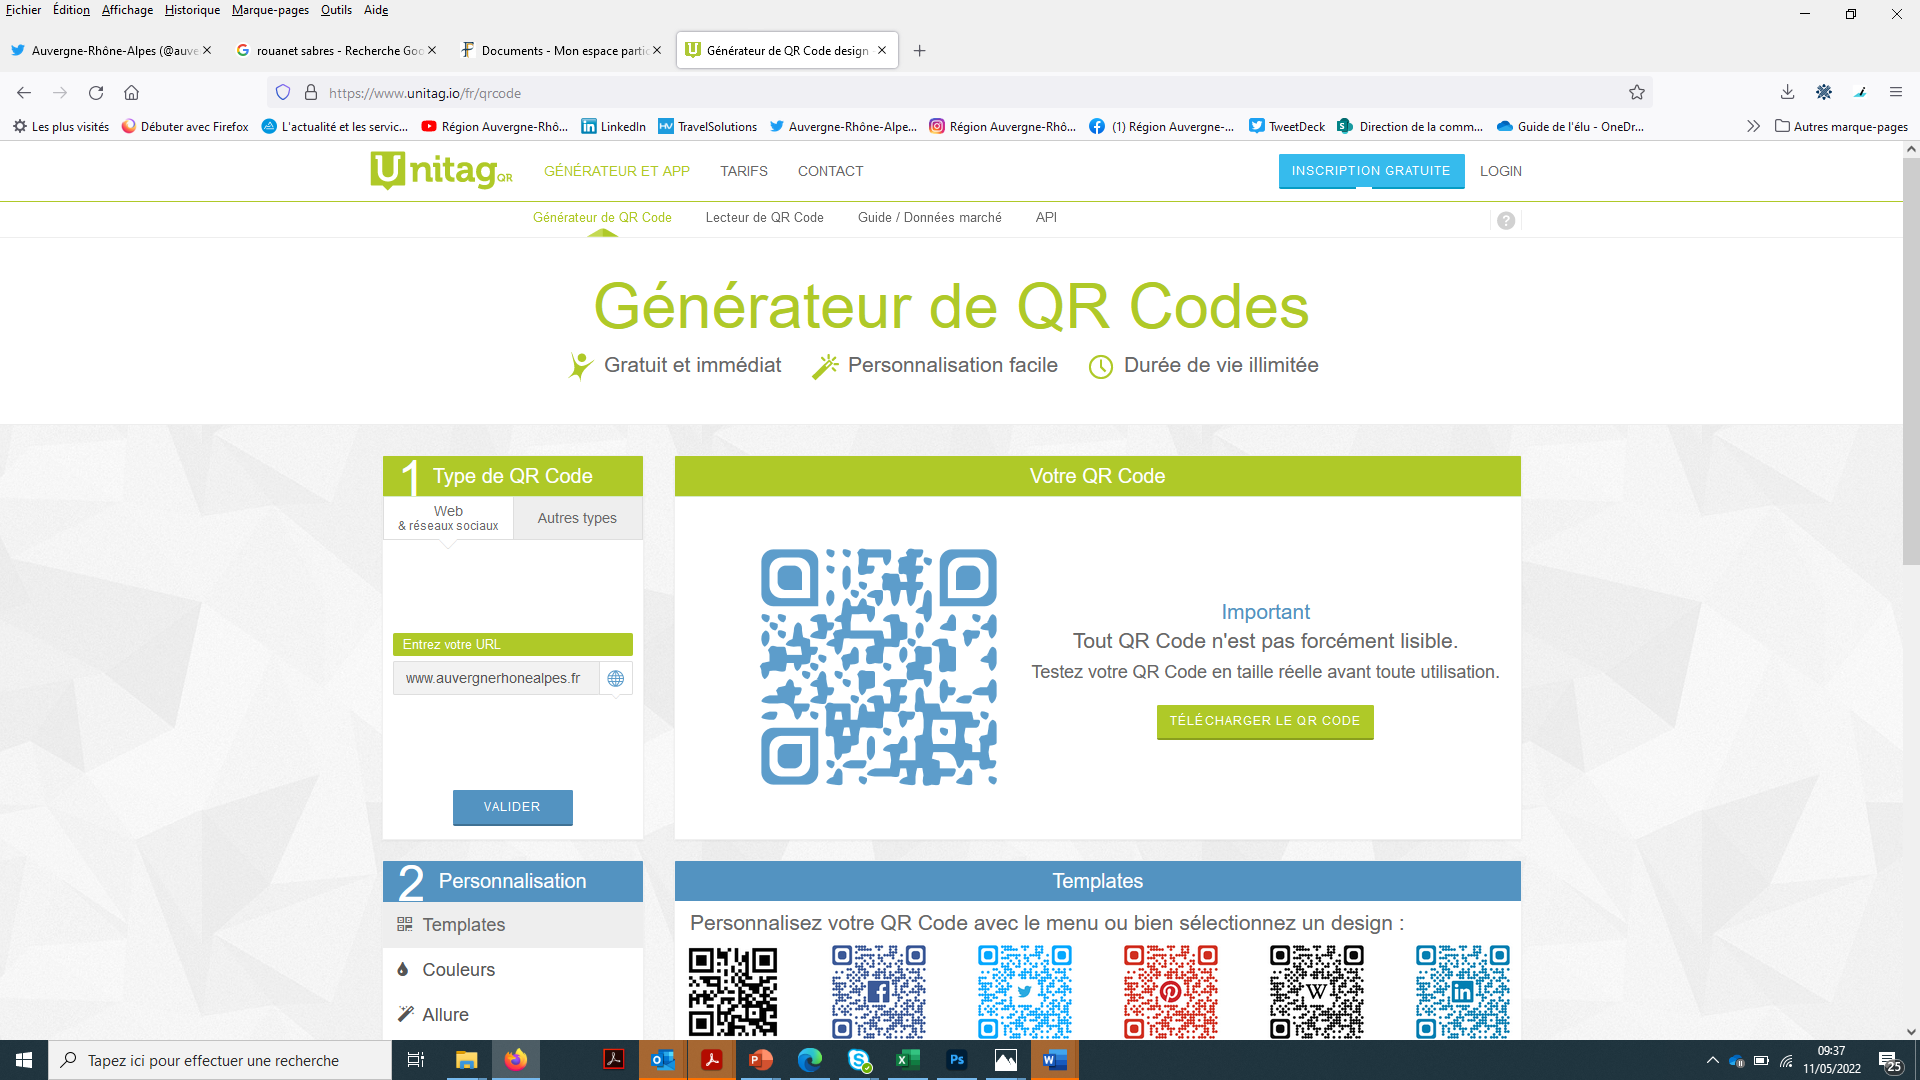 Fichier Édition Affichage Historique Marque-pages Outils Aide
Auvergne-Rhône-Alpes (@auve
rouanet sabres - Recherche Goo
Documents - Mon espace partic
Générateur de QR Code design
https://www.unitag.io/fr/qrcode
Les plus visités
Débuter avec Firefox
L'actualité et les servic...
Région Auvergne-Rhô...
LinkedIn
TravelSolutions
Auvergne-Rhône-Alpe...
Région Auvergne-Rhô...
(1) Région Auvergne-...
TweetDeck
Direction de la comm...
Guide de l'élu - OneDr...
Autres marque-pages
Unitag QR
GÉNÉRATEUR ET APP
TARIFS
CONTACT
INSCRIPTION GRATUITE
LOGIN
Générateur de QR Code
Lecteur de QR Code
Guide / Données marché
API
?
Générateur de QR Codes
Gratuit et immédiat
Personnalisation facile
Durée de vie illimitée
1 Type de QR Code
Web
& réseaux sociaux
Autres types
Entrez votre URL
www.auvergnerhonealpes.fr
VALIDER
Votre QR Code
Important
Tout QR Code n'est pas forcément lisible.
Testez votre QR Code en taille réelle avant toute utilisation.
TÉLÉCHARGER LE QR CODE
2 Personnalisation
Templates
Couleurs
Allure
Templates
Personnalisez votre QR Code avec le menu ou bien sélectionnez un design :
Tapez ici pour effectuer une recherche
09:37
11/05/2022
25